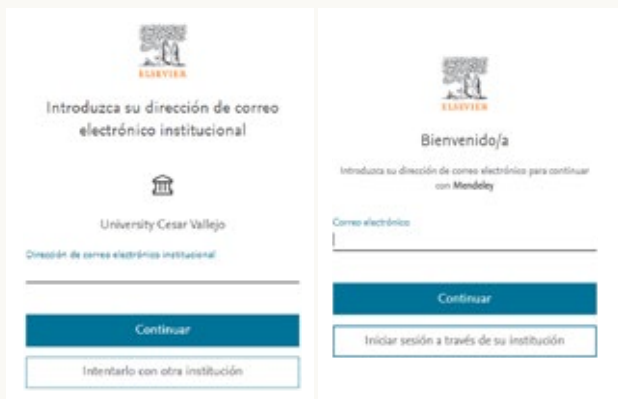 ELSEVIER
Introduzca su dirección de correo
electrónico institucional
University Cesar Vallejo
Dirección de correo electrónico institucional
Continuar
Intentarlo con otra institución
ELSEVIER
Bienvenido/a
Introduzca su dirección de correo electrónico para continuar
con Mendeley
Correo electrónico
Continuar
Iniciar sesión a través de su institución